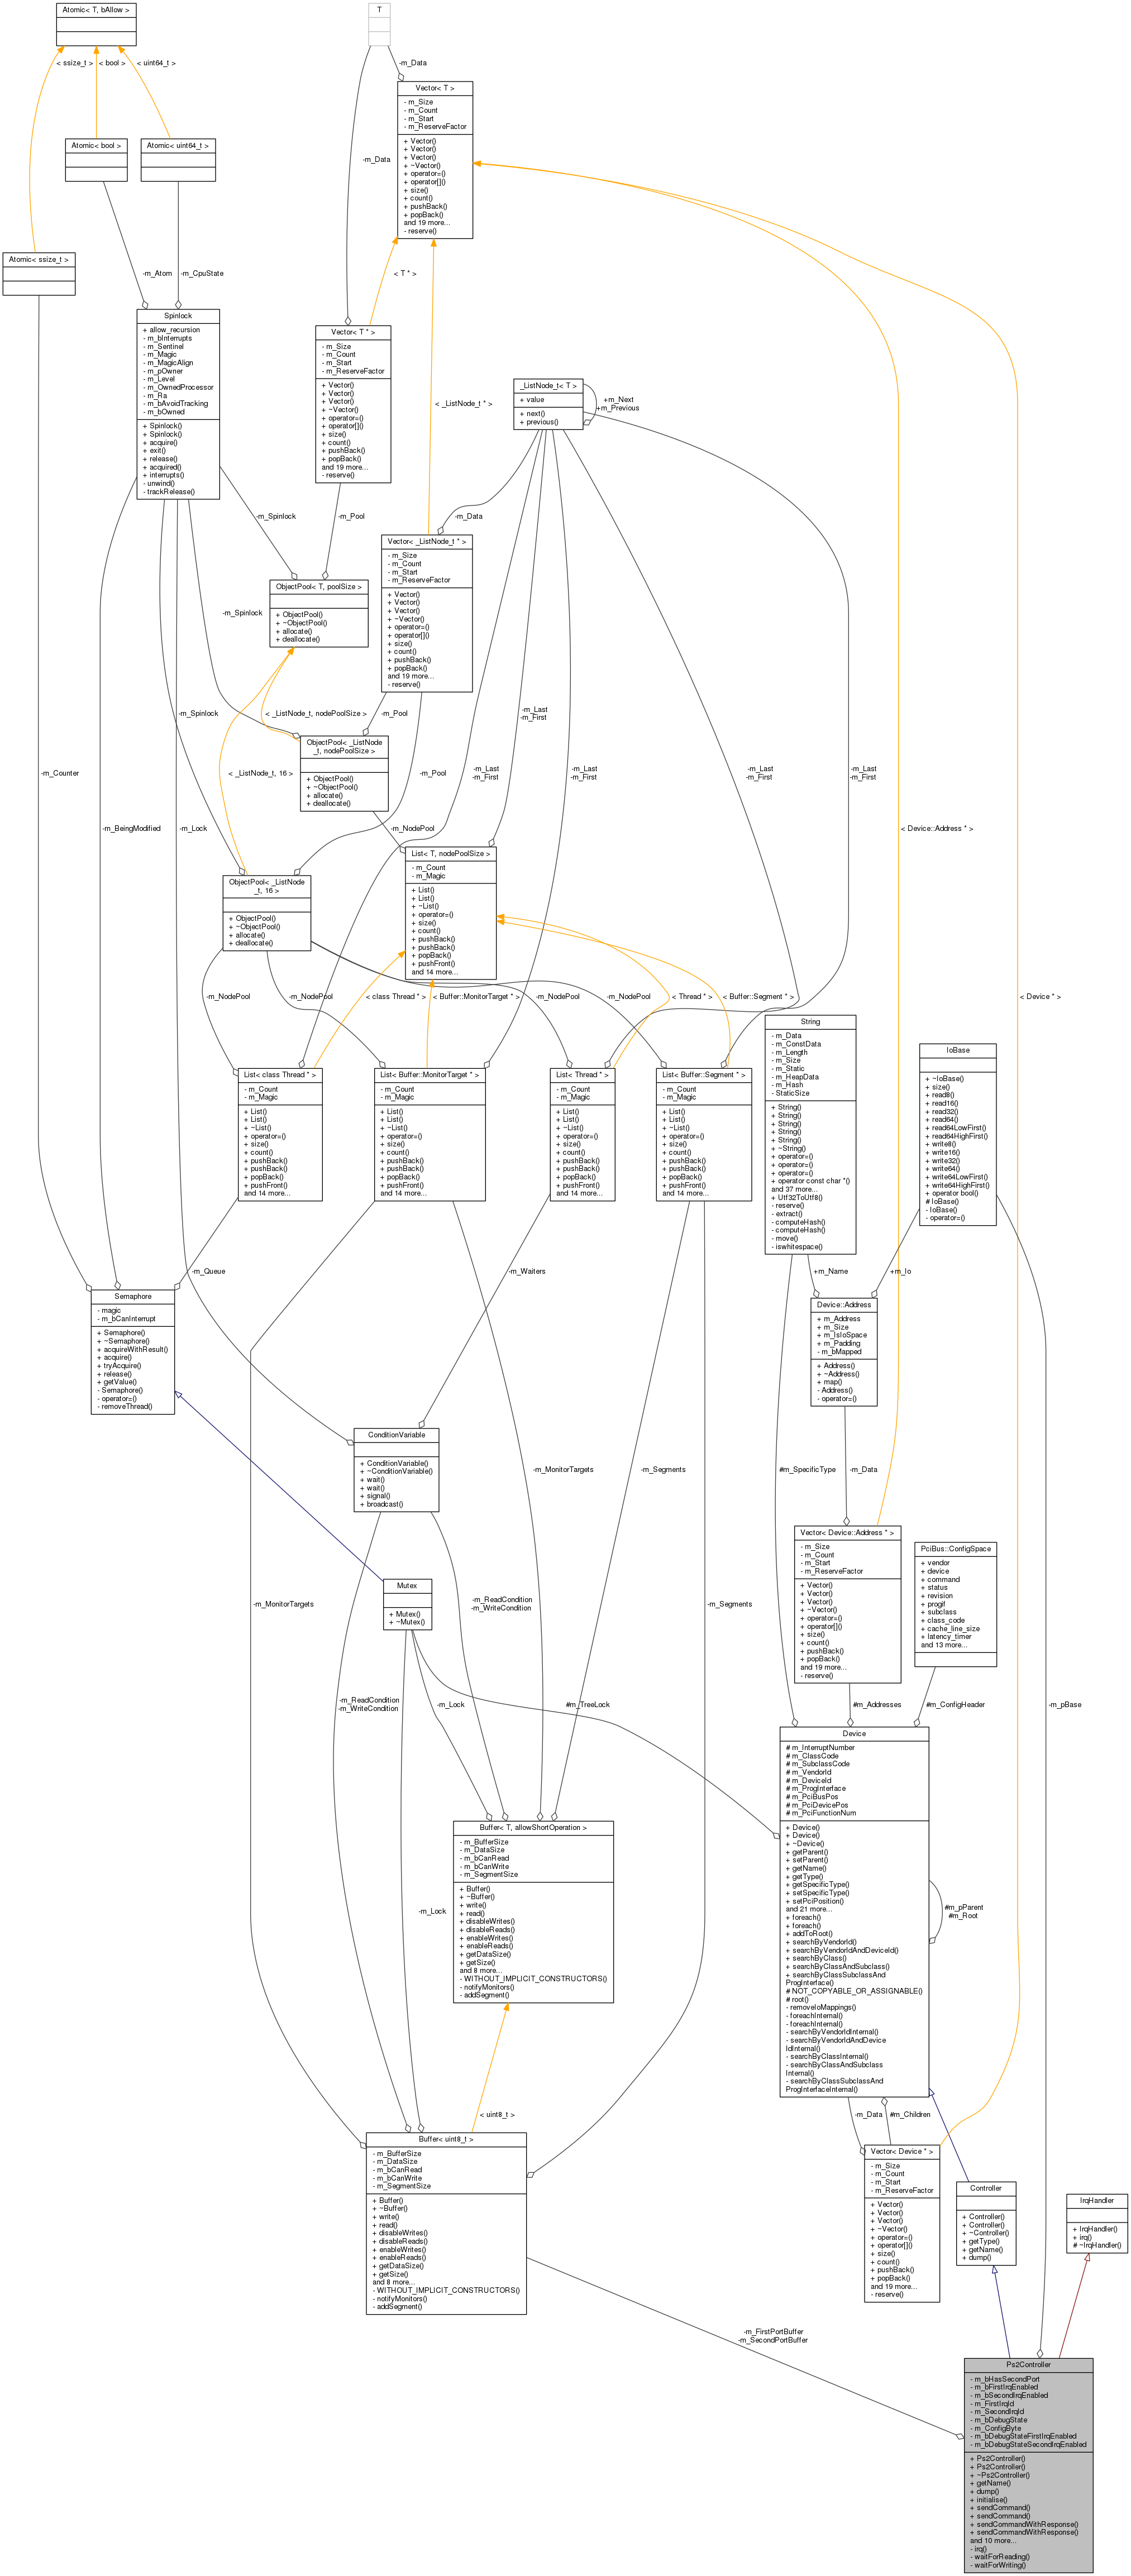 Atomic< T, bAllow >
T
< ssize_t >
< bool >
< uint64_t >
-m_Data
Vector< T >
- m_Size
- m_Count
- m_Start
- m_ReserveFactor
+ Vector()
+ Vector()
+ Vector()
+ ~Vector()
+ operator=()
+ operator[]()
+ size()
+ count()
+ pushBack()
+ popBack()
and 19 more...
- reserve()
Atomic< bool >
Atomic< uint64_t >
-m_Data
Atomic< ssize_t >
-m_Atom
-m_CpuState
< T * >
Spinlock
+ allow_recursion
- m_bInterrupts
- m_Sentinel
- m_Magic
- m_MagicAlign
- m_pOwner
- m_Level
- m_OwnedProcessor
- m_Ra
- m_bAvoidTracking
- m_bOwned
+ Spinlock()
+ Spinlock()
+ acquire()
+ exit()
+ release()
+ acquired()
+ interrupts()
- unwind()
- trackRelease()
Vector< T * >
- m_Size
- m_Count
- m_Start
- m_ReserveFactor
+ Vector()
+ Vector()
+ Vector()
+ ~Vector()
+ operator=()
+ operator[]()
+ size()
+ count()
+ pushBack()
+ popBack()
and 19 more...
- reserve()
< _ListNode_t * >
_ListNode_t< T >
+ value
+ next()
+ previous()
+m_Next
+m_Previous
-m_Spinlock
-m_Pool
-m_Data
Vector< _ListNode_t * >
- m_Size
- m_Count
- m_Start
- m_ReserveFactor
+ Vector()
+ Vector()
+ Vector()
+ ~Vector()
+ operator=()
+ operator[]()
+ size()
+ count()
+ pushBack()
+ popBack()
and 19 more...
- reserve()
ObjectPool< T, poolSize >
+ ObjectPool()
+ ~ObjectPool()
+ allocate()
+ deallocate()
-m_Spinlock
-m_Spinlock
< _ListNode_t, nodePoolSize >
-m_Pool
-m_Last
-m_First
ObjectPool< _ListNode
_t, nodePoolSize >
+ ObjectPool()
+ ~ObjectPool()
+ allocate()
+ deallocate()
-m_Counter
< _ListNode_t, 16 >
-m_Pool
-m_Last
-m_First
-m_Last
-m_First
-m_Last
-m_First
-m_Last
-m_First
-m_BeingModified
-m_Lock
-m_NodePool
< Device::Address * >
List< T, nodePoolSize >
- m_Count
- m_Magic
+ List()
+ List()
+ ~List()
+ operator=()
+ size()
+ count()
+ pushBack()
+ pushBack()
+ popBack()
+ pushFront()
and 14 more...
ObjectPool< _ListNode
_t, 16 >
+ ObjectPool()
+ ~ObjectPool()
+ allocate()
+ deallocate()
-m_NodePool
-m_NodePool
< class Thread * >
< Buffer::MonitorTarget * >
-m_NodePool
-m_NodePool
< Thread * >
< Buffer::Segment * >
< Device * >
List< class Thread * >
- m_Count
- m_Magic
+ List()
+ List()
+ ~List()
+ operator=()
+ size()
+ count()
+ pushBack()
+ pushBack()
+ popBack()
+ pushFront()
and 14 more...
List< Buffer::MonitorTarget * >
- m_Count
- m_Magic
+ List()
+ List()
+ ~List()
+ operator=()
+ size()
+ count()
+ pushBack()
+ pushBack()
+ popBack()
+ pushFront()
and 14 more...
List< Thread * >
- m_Count
- m_Magic
+ List()
+ List()
+ ~List()
+ operator=()
+ size()
+ count()
+ pushBack()
+ pushBack()
+ popBack()
+ pushFront()
and 14 more...
List< Buffer::Segment * >
- m_Count
- m_Magic
+ List()
+ List()
+ ~List()
+ operator=()
+ size()
+ count()
+ pushBack()
+ pushBack()
+ popBack()
+ pushFront()
and 14 more...
String
- m_Data
- m_ConstData
- m_Length
- m_Size
- m_Static
- m_HeapData
- m_Hash
- StaticSize
+ String()
+ String()
+ String()
+ String()
+ String()
+ ~String()
+ operator=()
+ operator=()
+ operator=()
+ operator const char *()
and 37 more...
+ Utf32ToUtf8()
- reserve()
- extract()
- computeHash()
- computeHash()
- move()
- iswhitespace()
IoBase
+ ~IoBase()
+ size()
+ read8()
+ read16()
+ read32()
+ read64()
+ read64LowFirst()
+ read64HighFirst()
+ write8()
+ write16()
+ write32()
+ write64()
+ write64LowFirst()
+ write64HighFirst()
+ operator bool()
# IoBase()
- IoBase()
- operator=()
-m_Queue
-m_Waiters
+m_Name
+m_Io
Semaphore
- magic
- m_bCanInterrupt
+ Semaphore()
+ ~Semaphore()
+ acquireWithResult()
+ acquire()
+ tryAcquire()
+ release()
+ getValue()
- Semaphore()
- operator=()
- removeThread()
Device::Address
+ m_Address
+ m_Size
+ m_IsIoSpace
+ m_Padding
- m_bMapped
+ Address()
+ ~Address()
+ map()
- Address()
- operator=()
ConditionVariable
+ ConditionVariable()
+ ~ConditionVariable()
+ wait()
+ wait()
+ signal()
+ broadcast()
-m_MonitorTargets
-m_Segments
#m_SpecificType
-m_Data
Vector< Device::Address * >
- m_Size
- m_Count
- m_Start
- m_ReserveFactor
+ Vector()
+ Vector()
+ Vector()
+ ~Vector()
+ operator=()
+ operator[]()
+ size()
+ count()
+ pushBack()
+ popBack()
and 19 more...
- reserve()
PciBus::ConfigSpace
+ vendor
+ device
+ command
+ status
+ revision
+ progif
+ subclass
+ class_code
+ cache_line_size
+ latency_timer
and 13 more...
Mutex
+ Mutex()
+ ~Mutex()
-m_MonitorTargets
-m_ReadCondition
-m_WriteCondition
-m_Segments
-m_ReadCondition
-m_WriteCondition
-m_Lock
#m_TreeLock
#m_Addresses
#m_ConfigHeader
-m_pBase
Device
# m_InterruptNumber
# m_ClassCode
# m_SubclassCode
# m_VendorId
# m_DeviceId
# m_ProgInterface
# m_PciBusPos
# m_PciDevicePos
# m_PciFunctionNum
+ Device()
+ Device()
+ ~Device()
+ getParent()
+ setParent()
+ getName()
+ getType()
+ getSpecificType()
+ setSpecificType()
+ setPciPosition()
and 21 more...
+ foreach()
+ foreach()
+ addToRoot()
+ searchByVendorId()
+ searchByVendorIdAndDeviceId()
+ searchByClass()
+ searchByClassAndSubclass()
+ searchByClassSubclassAnd
ProgInterface()
# NOT_COPYABLE_OR_ASSIGNABLE()
# root()
- removeIoMappings()
- foreachInternal()
- foreachInternal()
- searchByVendorIdInternal()
- searchByVendorIdAndDevice
IdInternal()
- searchByClassInternal()
- searchByClassAndSubclass
Internal()
- searchByClassSubclassAnd
ProgInterfaceInternal()
#m_pParent
#m_Root
Buffer< T, allowShortOperation >
- m_BufferSize
- m_DataSize
- m_bCanRead
- m_bCanWrite
- m_SegmentSize
+ Buffer()
+ ~Buffer()
+ write()
+ read()
+ disableWrites()
+ disableReads()
+ enableWrites()
+ enableReads()
+ getDataSize()
+ getSize()
and 8 more...
- WITHOUT_IMPLICIT_CONSTRUCTORS()
- notifyMonitors()
- addSegment()
-m_Lock
< uint8_t >
-m_Data
#m_Children
Buffer< uint8_t >
- m_BufferSize
- m_DataSize
- m_bCanRead
- m_bCanWrite
- m_SegmentSize
+ Buffer()
+ ~Buffer()
+ write()
+ read()
+ disableWrites()
+ disableReads()
+ enableWrites()
+ enableReads()
+ getDataSize()
+ getSize()
and 8 more...
- WITHOUT_IMPLICIT_CONSTRUCTORS()
- notifyMonitors()
- addSegment()
Vector< Device * >
- m_Size
- m_Count
- m_Start
- m_ReserveFactor
+ Vector()
+ Vector()
+ Vector()
+ ~Vector()
+ operator=()
+ operator[]()
+ size()
+ count()
+ pushBack()
+ popBack()
and 19 more...
- reserve()
Controller
+ Controller()
+ Controller()
+ ~Controller()
+ getType()
+ getName()
+ dump()
IrqHandler
+ IrqHandler()
+ irq()
# ~IrqHandler()
-m_FirstPortBuffer
-m_SecondPortBuffer
Ps2Controller
- m_bHasSecondPort
- m_bFirstIrqEnabled
- m_bSecondIrqEnabled
- m_FirstIrqId
- m_SecondIrqId
- m_bDebugState
- m_ConfigByte
- m_bDebugStateFirstIrqEnabled
- m_bDebugStateSecondIrqEnabled
+ Ps2Controller()
+ Ps2Controller()
+ ~Ps2Controller()
+ getName()
+ dump()
+ initialise()
+ sendCommand()
+ sendCommand()
+ sendCommandWithResponse()
+ sendCommandWithResponse()
and 10 more...
- irq()
- waitForReading()
- waitForWriting()